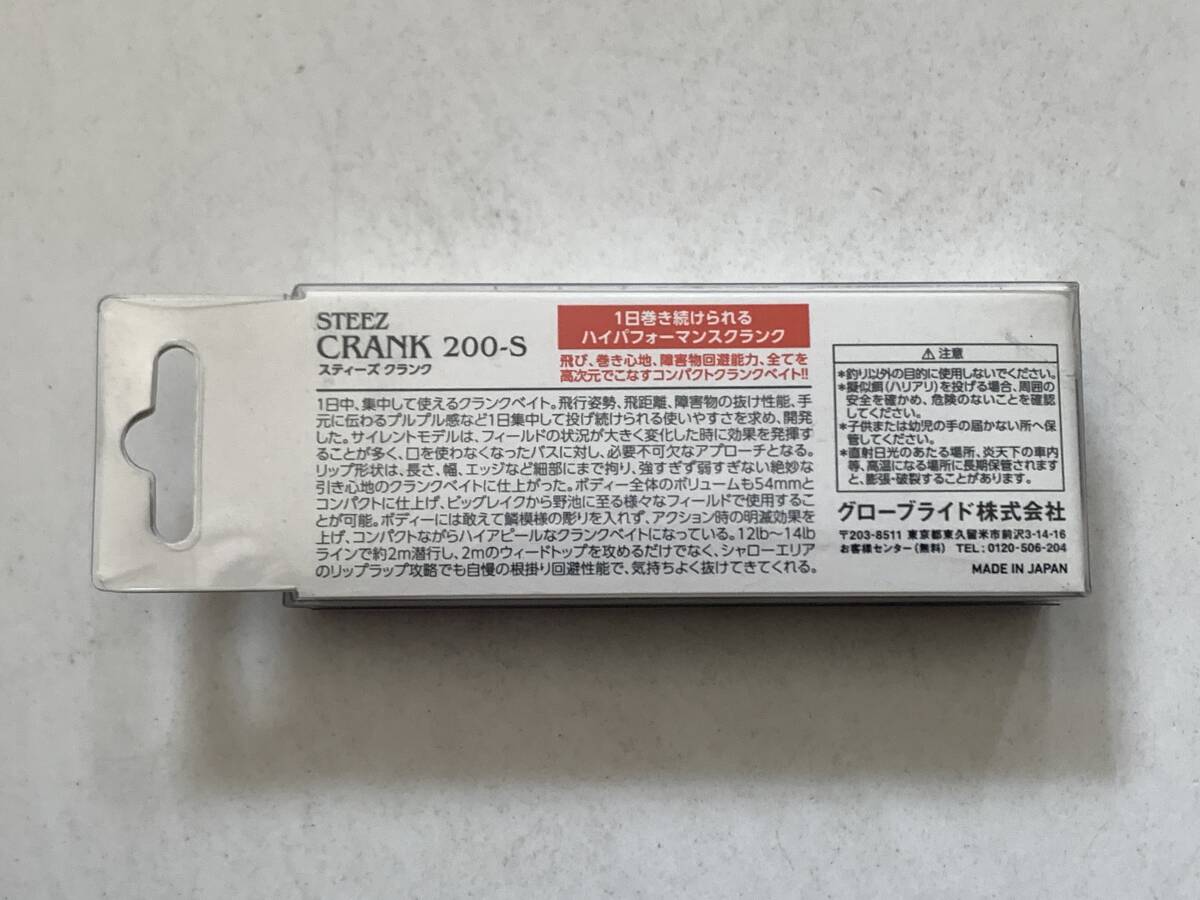 STEEZ
CRANK 200-S
スティーズ クランク
1日巻き続けられる
ハイパフォーマンスクランク
飛び、巻き心地、障害物回避能力、全てを
高次元でこなすコンパクトクランクベイト!!
1日中、集中して使えるクランクベイト。飛行姿勢、飛距離、障害物の抜け性能、手
元に伝わるプルプル感など1日集中して投げ続けられる使いやすさを求め、開発
した。サイレントモデルは、フィールドの状況が大きく変化した時に効果を発揮す
ることが多く、口を使わなくなったバスに対し、必要不可欠なアプローチとなる。
リップ形状は、長さ、幅、エッジなど細部にまで拘り、強すぎず弱すぎない絶妙な
引き心地のクランクベイトに仕上がった。ボディー全体のボリュームも54mmと
コンパクトに仕上げ、ビッグレイクから野池に至る様々なフィールドで使用するこ
とが可能。ボディーには敢えて鱗模様の彫りを入れず、アクション時の明滅効果を
上げ、コンパクトながらハイアピールなクランクベイトになっている。12lb〜14lb
ラインで約2m潜行し、2mのウィードトップを攻めるだけでなく、シャローエリア
のリップラップ攻略でも自慢の根掛り回避性能で、気持ちよく抜けてきてくれる。
⚠ 注意
*釣り以外の目的に使用しないでください。
*擬似餌(ハリアリ)を投げる場合、周囲の
安全を確かめ、危険のないことを確認
してください。
*子供または幼児の手の届かない所へ保
管してください。
*直射日光のあたる場所、炎天下の車内
等、高温になる場所に長期保管されます
と、膨張・破裂することがあります。
グローブライド株式会社
〒203-8511 東京都東久留米市前沢3-14-16
お客様センター(無料) TEL:0120-506-204
MADE IN JAPAN